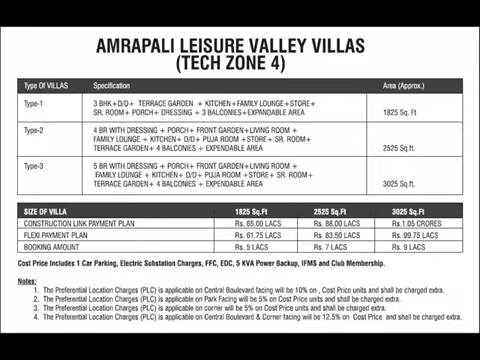 AMRAPALI LEISURE VALLEY VILLAS
(TECH ZONE 4)
Type Of VILLAS Specification Area (Approx.)
Type-1 3 BHK+D/D+ TERRACE GARDEN + KITCHEN+FAMILY LOUNGE+STORE+
SR. ROOM+ PORCH+ DRESSING + 3 BALCONIES+EXPENDABLE AREA 1825 Sq. Ft
Type-2 4 BR WITH DRESSING + PORCH+ FRONT GARDEN+LIVING ROOM +
FAMILY LOUNGE + KITCHEN+ D/D+ PUJA ROOM +STORE+ SR. ROOM+
TERRACE GARDEN+ 4 BALCONIES + EXPENDABLE AREA 2525 Sq.ft.
Type-3 5 BR WITH DRESSING + PORCH+ FRONT GARDEN+LIVING ROOM +
FAMILY LOUNGE + KITCHEN+ D/D+ PUJA ROOM +STORE+ SR. ROOM+
TERRACE GARDEN+ 4 BALCONIES + EXPENDABLE AREA 3025 Sq.ft.
SIZE OF VILLA 1825 Sq.Ft 2525 Sq.Ft 3025 Sq.Ft
CONSTRUCTION LINK PAYMENT PLAN Rs. 65.00 LACS Rs. 88.00 LACS Rs.1.05 CRORES
FLEXI PAYMENT PLAN Rs. 61.75 LACS Rs. 83.50 LACS Rs. 99.75 LACS
BOOKING AMOUNT Rs. 5 LACS Rs. 7 LACS Rs. 9 LACS
Cost Price Includes 1 Car Parking, Electric Substation Charges, FFC, EDC, 5 KVA Power Backup, IFMS and Club Membership.
Notes:
1. The Preferential Location Charges (PLC) is applicable on Central Boulevard facing will be 10% on , Cost Price units and shall be charged extra.
2. The Preferential Location Charges (PLC) is applicable on Park Facing will be 5% on Cost Price units and shall be charged extra.
3. The Preferential Location Charges (PLC) is applicable on corner will be 5% on Cost Price units and shall be charged extra.
4. The Preferential Location Charges (PLC) is applicable on Central Boulevard & Corner facing will be 12.5% on Cost Price and shall be charged extra.